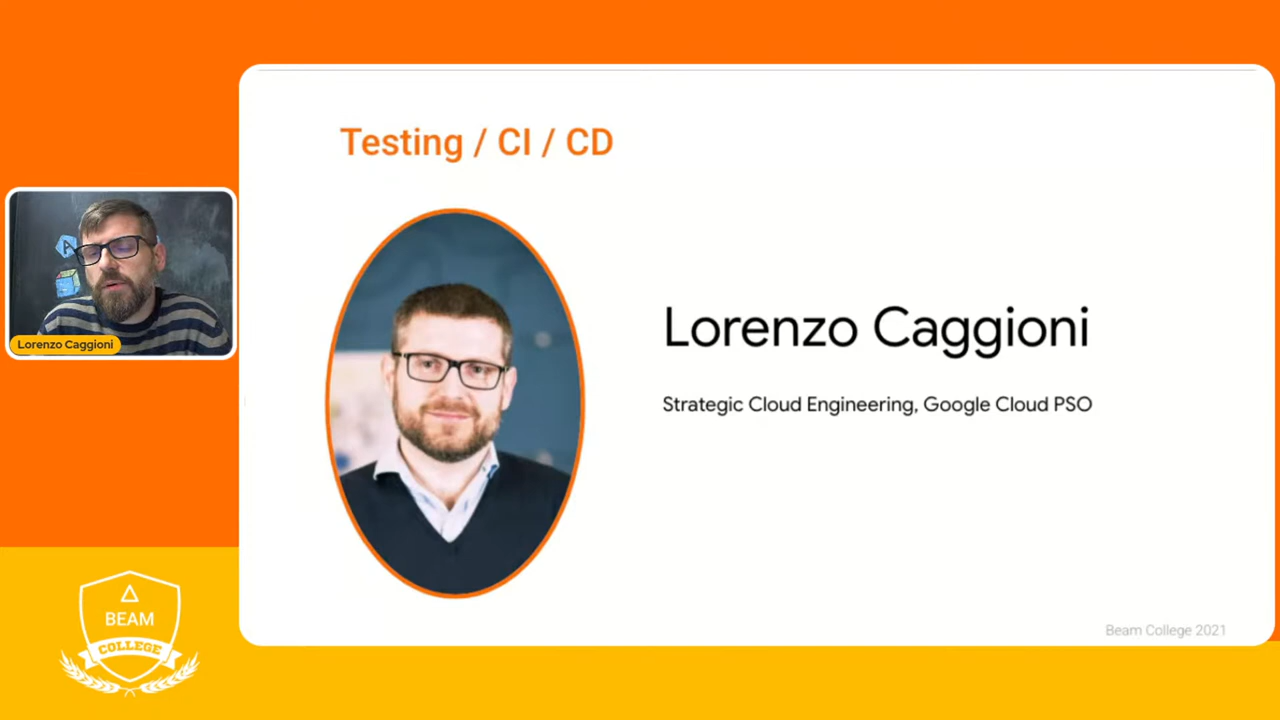 Testing / CI / CD
Lorenzo Caggioni
Strategic Cloud Engineering, Google Cloud PSO
A
Lorenzo Caggioni
BEAM
COLLEGE
Beam College 2021